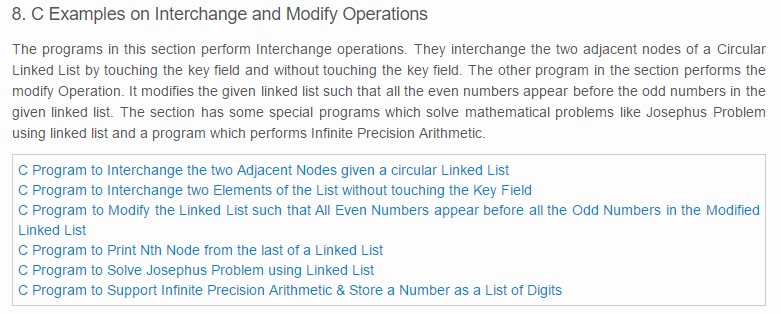 8. C Examples on Interchange and Modify Operations
The programs in this section perform Interchange operations. They interchange the two adjacent nodes of a Circular
Linked List by touching the key field and without touching the key field. The other program in the section performs the
modify Operation. It modifies the given linked list such that all the even numbers appear before the odd numbers in the
given linked list. The section has some special programs which solve mathematical problems like Josephus Problem
using linked list and a program which performs Infinite Precision Arithmetic.
C Program to Interchange the two Adjacent Nodes given a circular Linked List
C Program to Interchange two Elements of the List without touching the Key Field
C Program to Modify the Linked List such that All Even Numbers appear before all the Odd Numbers in the Modified
Linked List
C Program to Print Nth Node from the last of a Linked List
C Program to Solve Josephus Problem using Linked List
C Program to Support Infinite Precision Arithmetic & Store a Number as a List of Digits